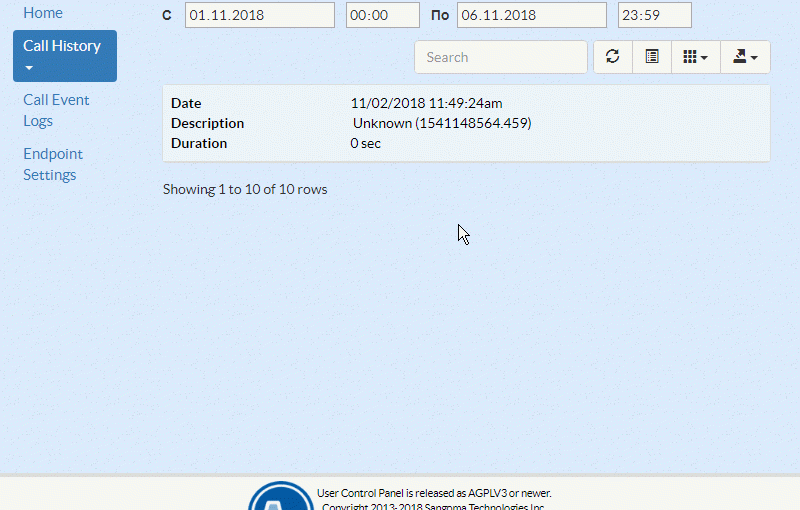 Home
С 01.11.2018 00:00 По 06.11.2018 23:59
Call History
Search
Call Event
Logs
Endpoint
Settings
Date 11/02/2018 11:49:24am
Description Unknown (1541148564.459)
Duration 0 sec
Showing 1 to 10 of 10 rows
User Control Panel is released as AGPLV3 or newer.
Copyright 2013-2018 Sangoma Technologies Inc